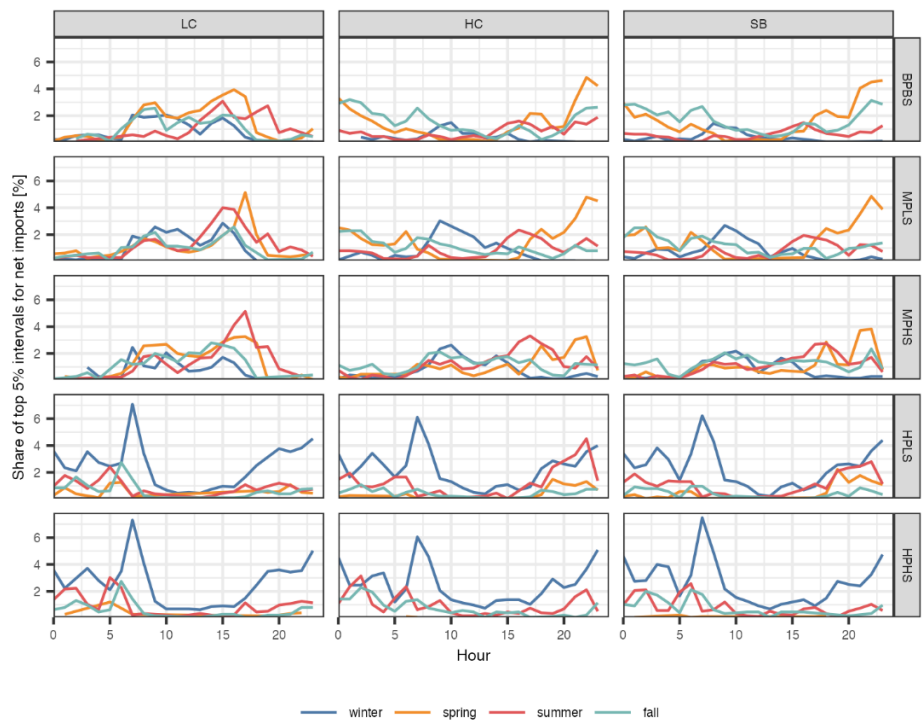 LC HC SB
6
4
2
BPBS
6
4
2
MPLS
6
4
2
MPHS
6
4
2
HPLS
6
4
2
HPHS
0 5 10 15 20 0 5 10 15 20 0 5 10 15 20
Hour
Share of top 5% intervals for net imports [%]
winter spring summer fall